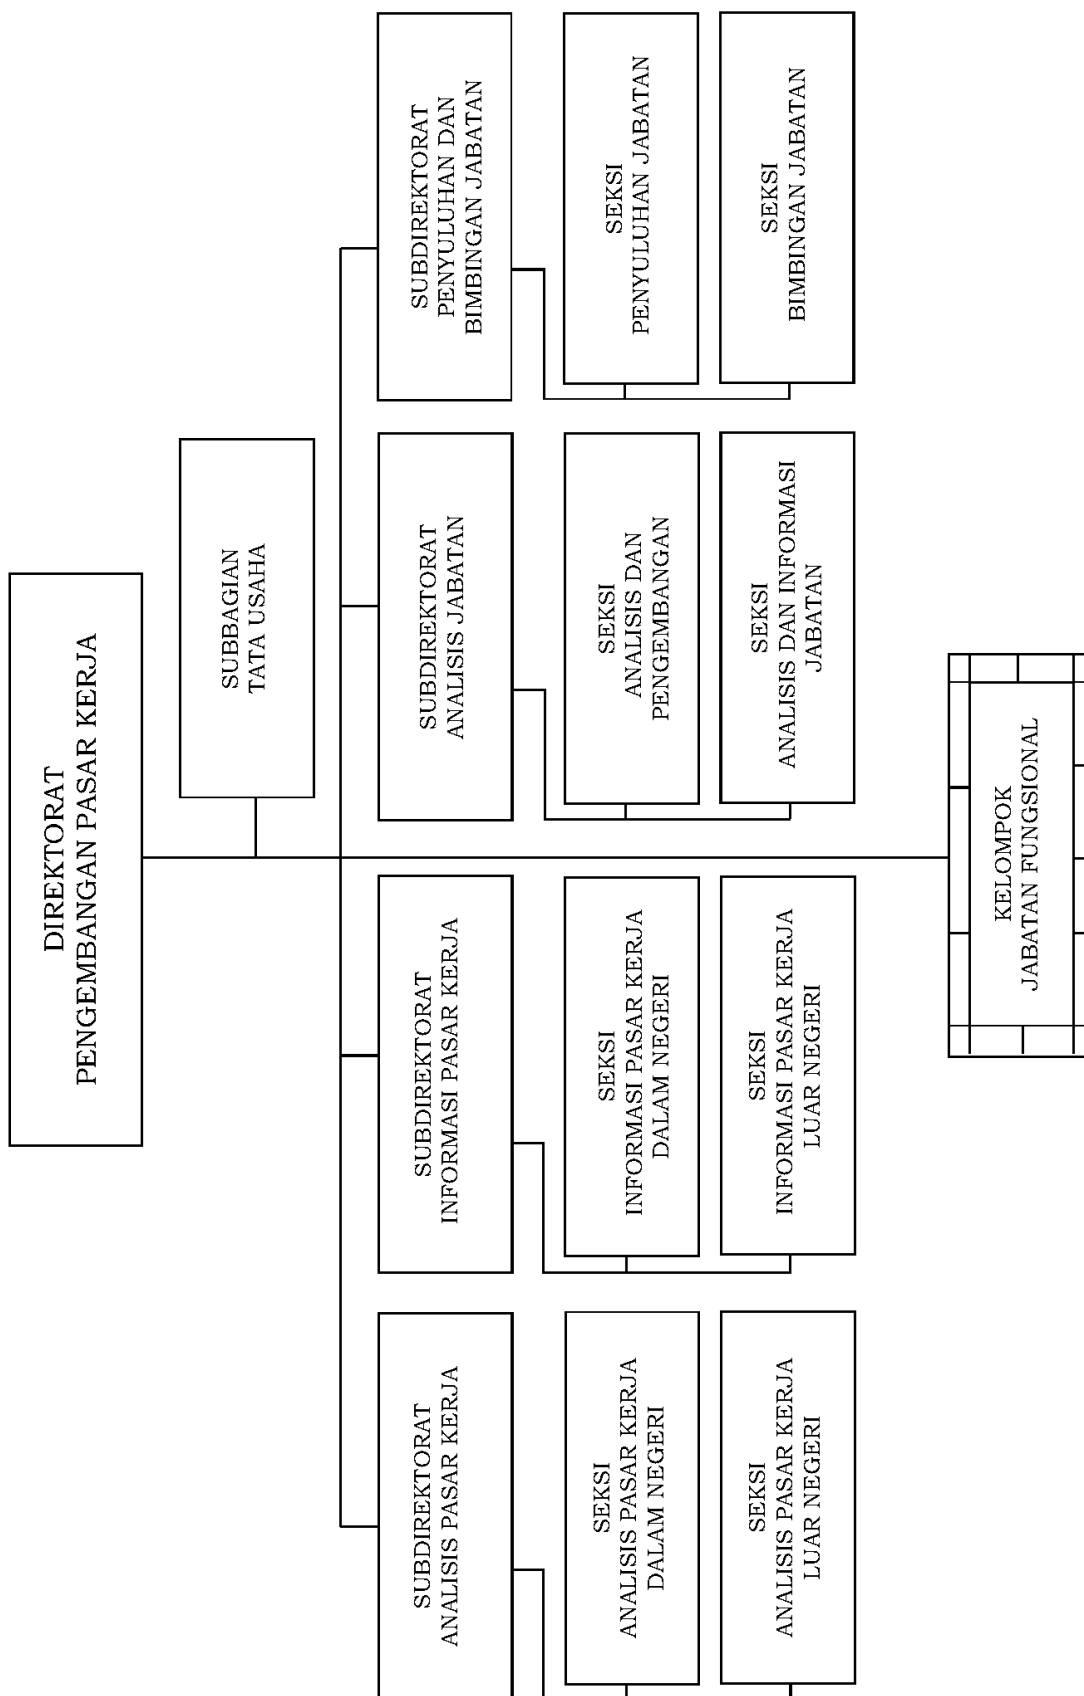 DIREKTORAT
PENGEMBANGAN PASAR KERJA
SUBBAGIAN
TATA USAHA
SUBDIREKTORAT
ANALISIS PASAR KERJA
SUBDIREKTORAT
INFORMASI PASAR KERJA
SUBDIREKTORAT
ANALISIS JABATAN
SUBDIREKTORAT
PENYULUHAN DAN
BIMBINGAN JABATAN
SEKSI
ANALISIS PASAR KERJA
DALAM NEGERI
SEKSI
INFORMASI PASAR KERJA
DALAM NEGERI
SEKSI
ANALISIS DAN
PENGEMBANGAN
SEKSI
PENYULUHAN JABATAN
SEKSI
ANALISIS PASAR KERJA
LUAR NEGERI
SEKSI
INFORMASI PASAR KERJA
LUAR NEGERI
SEKSI
ANALISIS DAN INFORMASI
JABATAN
SEKSI
BIMBINGAN JABATAN
KELOMPOK
JABATAN FUNGSIONAL